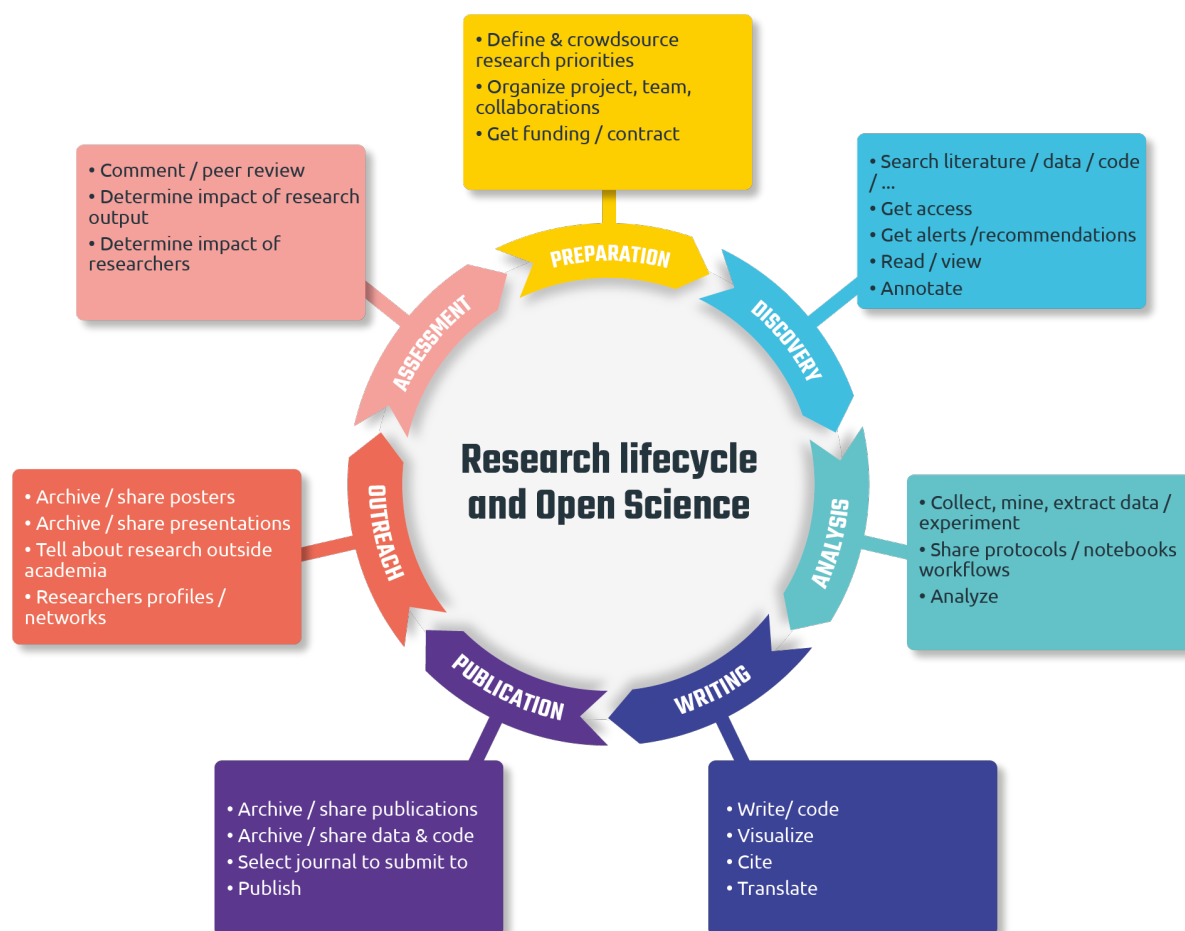 • Define & crowdsource
research priorities
• Organize project, team,
collaborations
• Get funding / contract
PREPARATION
• Search literature / data / code
/ ...
• Get access
• Get alerts /recommendations
• Read / view
• Annotate
DISCOVERY
• Collect, mine, extract data /
experiment
• Share protocols / notebooks
workflows
• Analyze
ANALYSIS
• Write/ code
• Visualize
• Cite
• Translate
WRITING
• Archive / share publications
• Archive / share data & code
• Select journal to submit to
• Publish
PUBLICATION
• Archive / share posters
• Archive / share presentations
• Tell about research outside
academia
• Researchers profiles /
networks
OUTREACH
• Comment / peer review
• Determine impact of research
output
• Determine impact of
researchers
ASSESSMENT
Research lifecycle
and Open Science